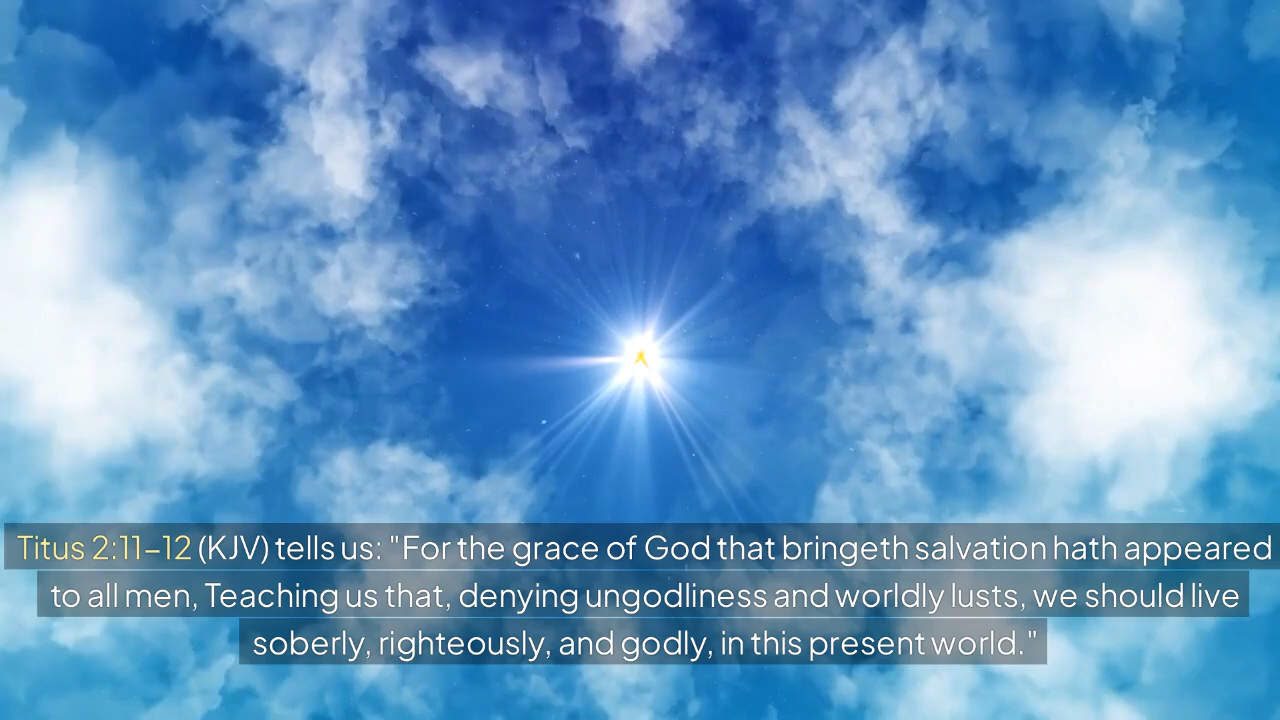 Titus 2:11–12 (KJV) tells us: "For the grace of God that bringeth salvation hath appeared
to all men, Teaching us that, denying ungodliness and worldly lusts, we should live
soberly, righteously, and godly, in this present world."